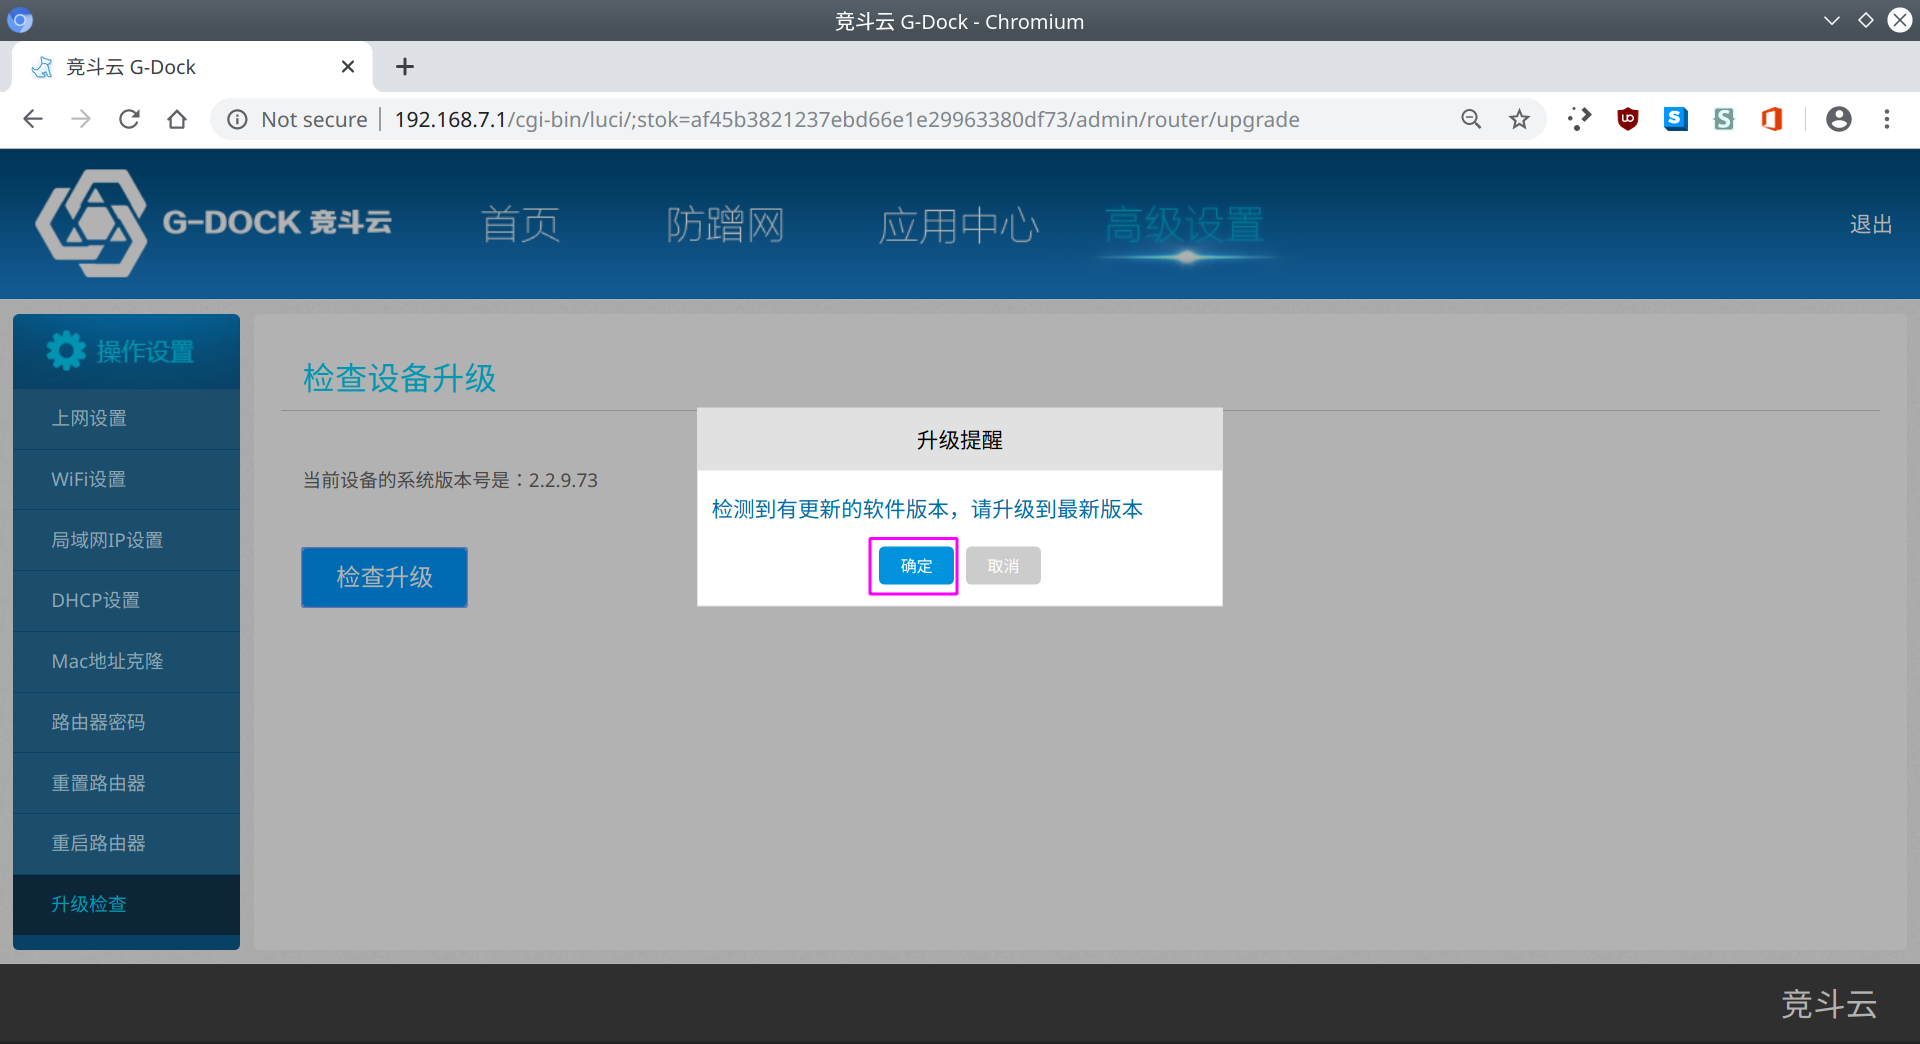 竞斗云 G-Dock - Chromium
竞斗云 G-Dock
Not secure 192.168.7.1/cgi-bin/luci/;stok=af45b3821237ebd66e1e29963380df73/admin/router/upgrade
G-DOCK 竞斗云 首页 防蹭网 应用中心 高级设置 退出
操作设置
上网设置
WiFi设置
局域网IP设置
DHCP设置
Mac地址克隆
路由器密码
重置路由器
重启路由器
升级检查
检查设备升级
当前设备的系统版本号是：2.2.9.73
检查升级
升级提醒
检测到有更新的软件版本，请升级到最新版本
确定 取消
竞斗云